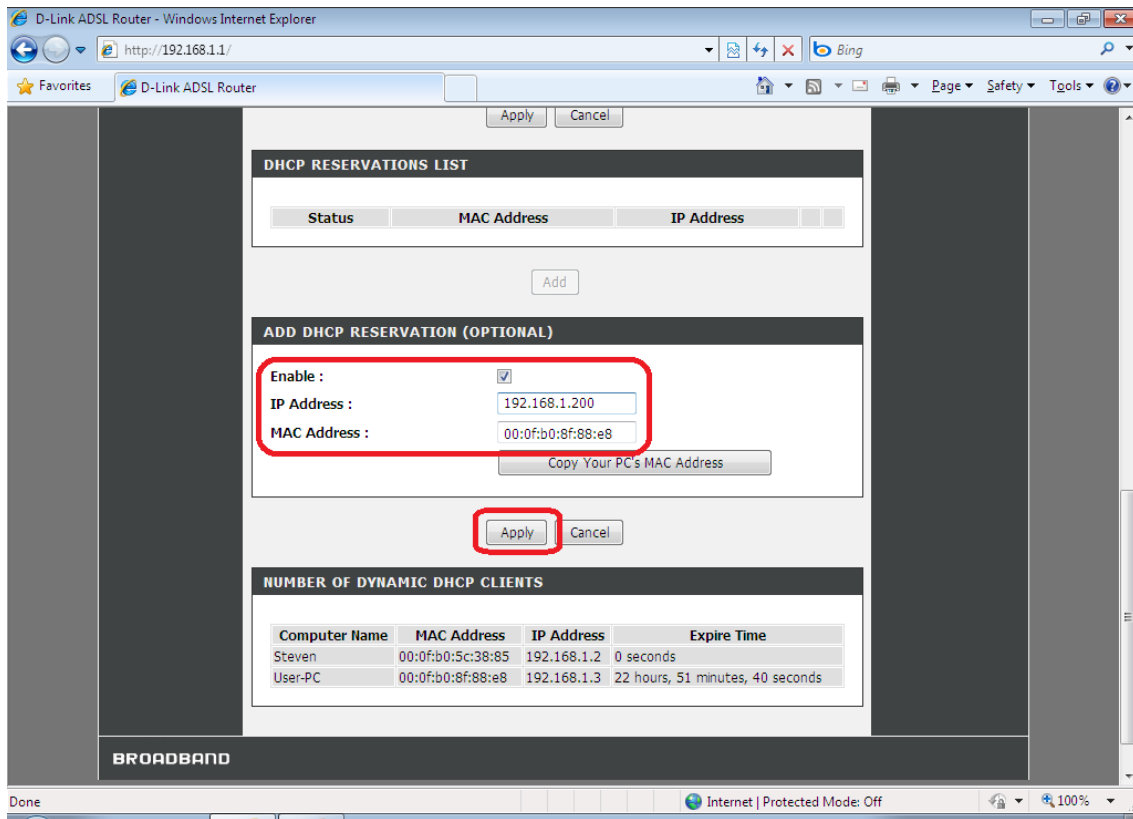 D-Link ADSL Router - Windows Internet Explorer
http://192.168.1.1/ Bing
Favorites D-Link ADSL Router Page Safety Tools
Apply Cancel
DHCP RESERVATIONS LIST
Status MAC Address IP Address
Add
ADD DHCP RESERVATION (OPTIONAL)
Enable :
IP Address : 192.168.1.200
MAC Address : 00:0f:b0:8f:88:e8
Copy Your PC's MAC Address
Apply Cancel
NUMBER OF DYNAMIC DHCP CLIENTS
Computer Name MAC Address IP Address Expire Time
Steven 00:0f:b0:5c:38:85 192.168.1.2 0 seconds
User-PC 00:0f:b0:8f:88:e8 192.168.1.3 22 hours, 51 minutes, 40 seconds
BROADBAND
Done Internet | Protected Mode: Off 100%